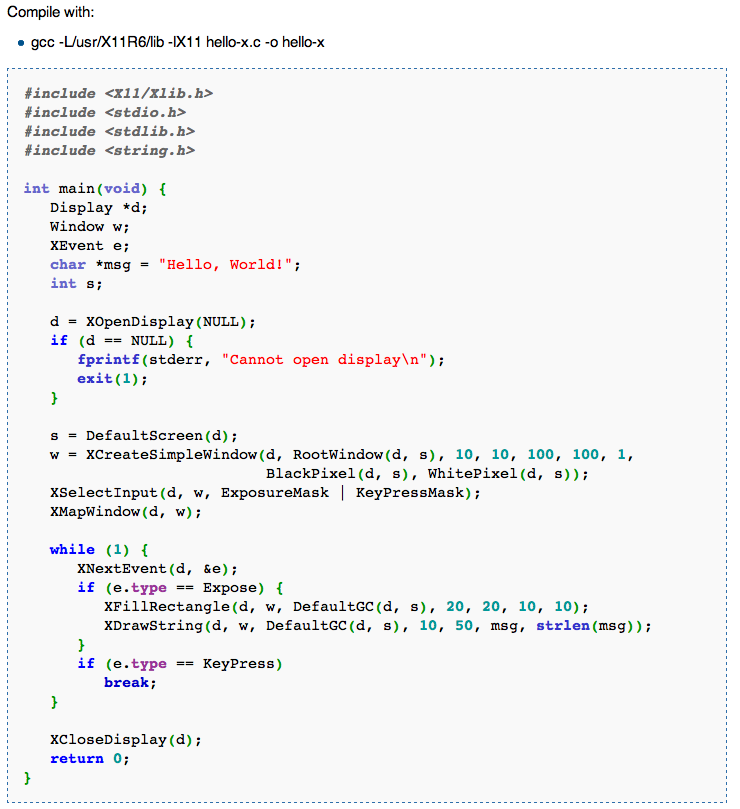 Compile with:
• gcc -L/usr/X11R6/lib -lX11 hello-x.c -o hello-x
#include <X11/Xlib.h>
#include <stdio.h>
#include <stdlib.h>
#include <string.h>
int main(void) {
   Display *d;
   Window w;
   XEvent e;
   char *msg = "Hello, World!";
   int s;
   d = XOpenDisplay(NULL);
   if (d == NULL) {
      fprintf(stderr, "Cannot open display\n");
      exit(1);
   }
   s = DefaultScreen(d);
   w = XCreateSimpleWindow(d, RootWindow(d, s), 10, 10, 100, 100, 1,
                           BlackPixel(d, s), WhitePixel(d, s));
   XSelectInput(d, w, ExposureMask | KeyPressMask);
   XMapWindow(d, w);
   while (1) {
      XNextEvent(d, &e);
      if (e.type == Expose) {
         XFillRectangle(d, w, DefaultGC(d, s), 20, 20, 10, 10);
         XDrawString(d, w, DefaultGC(d, s), 10, 50, msg, strlen(msg));
      }
      if (e.type == KeyPress)
         break;
   }
   XCloseDisplay(d);
   return 0;
}